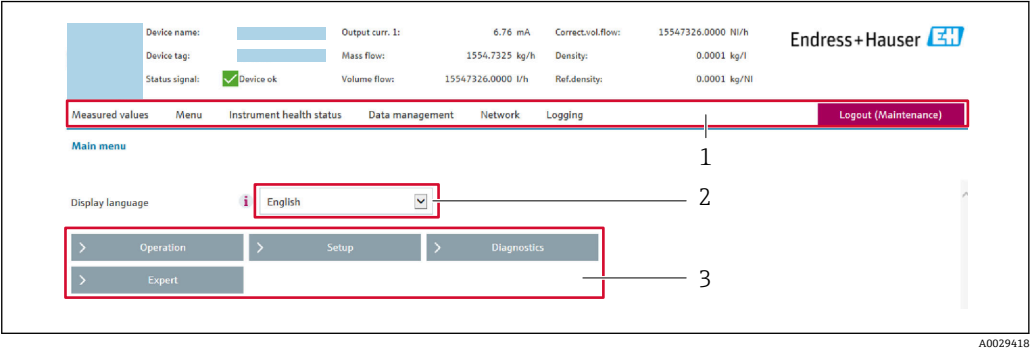 Device name: Output curr. 1: 6.76 mA Correct.vol.flow: 15547326.0000 Nl/h
Endress+Hauser EH
Device tag: Mass flow: 1554.7325 kg/h Density: 0.0001 kg/l
Status signal: Device ok Volume flow: 15547326.0000 l/h Ref.density: 0.0001 kg/Nl
Measured values Menu Instrument health status Data management Network Logging Logout (Maintenance)
1
Main menu
Display language i English 2
> Operation > Setup > Diagnostics
> Expert 3
A0029418